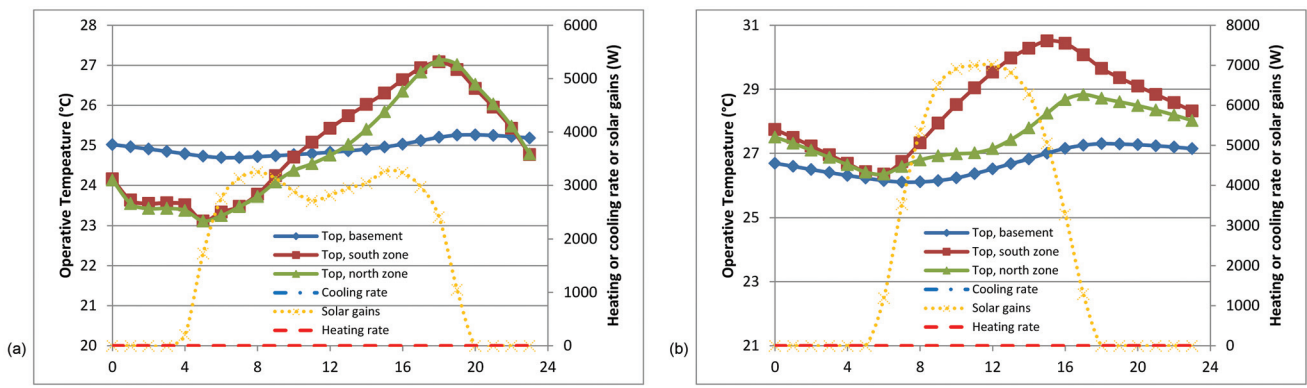 (a)
Operative Tempeature (°C)
28
27
26
25
24
23
22
21
20
6000
5000
4000
3000
2000
1000
0
Heating or cooling rate or solar gains (W)
0 4 8 12 16 20 24
Top, basement
Top, south zone
Top, north zone
Cooling rate
Solar gains
Heating rate
(b)
Operative Tempeature (°C)
31
29
27
25
23
21
8000
7000
6000
5000
4000
3000
2000
1000
0
Heating or cooling rate or solar gains (W)
0 4 8 12 16 20 24
Top, basement
Top, south zone
Top, north zone
Cooling rate
Solar gains
Heating rate